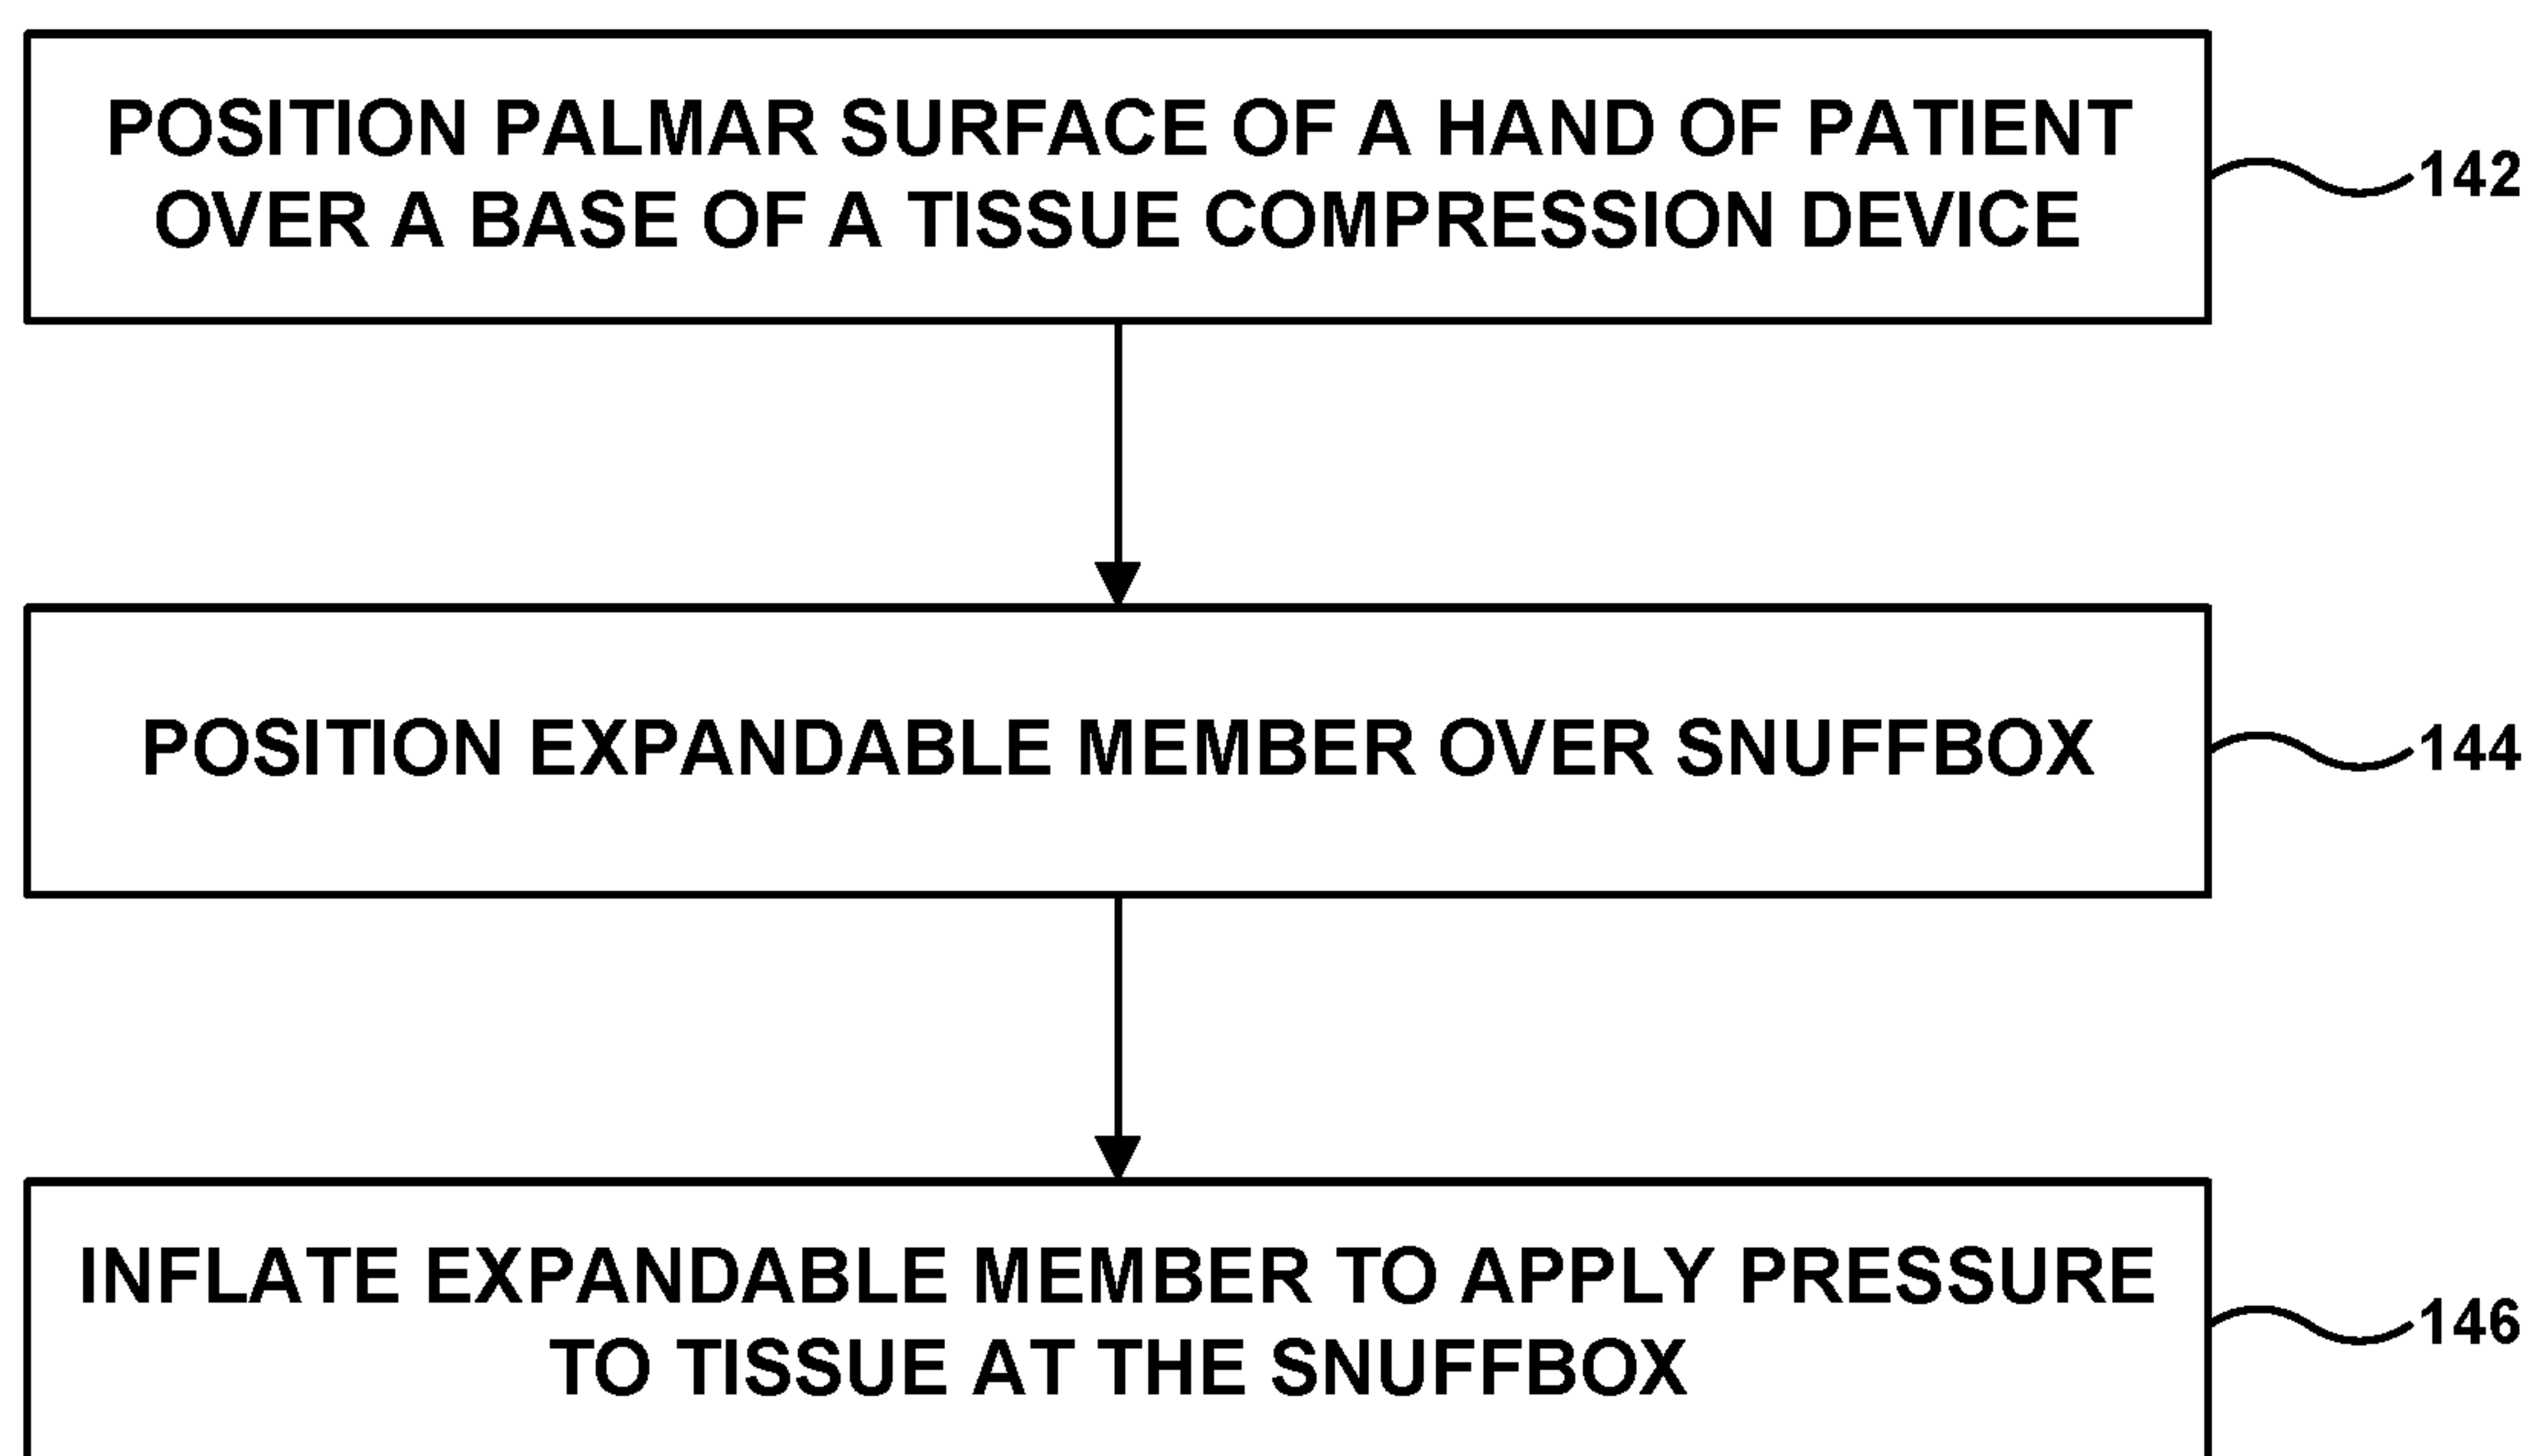 POSITION PALMAR SURFACE OF A HAND OF PATIENT
OVER A BASE OF A TISSUE COMPRESSION DEVICE
142
POSITION EXPANDABLE MEMBER OVER SNUFFBOX
144
INFLATE EXPANDABLE MEMBER TO APPLY PRESSURE
TO TISSUE AT THE SNUFFBOX
146